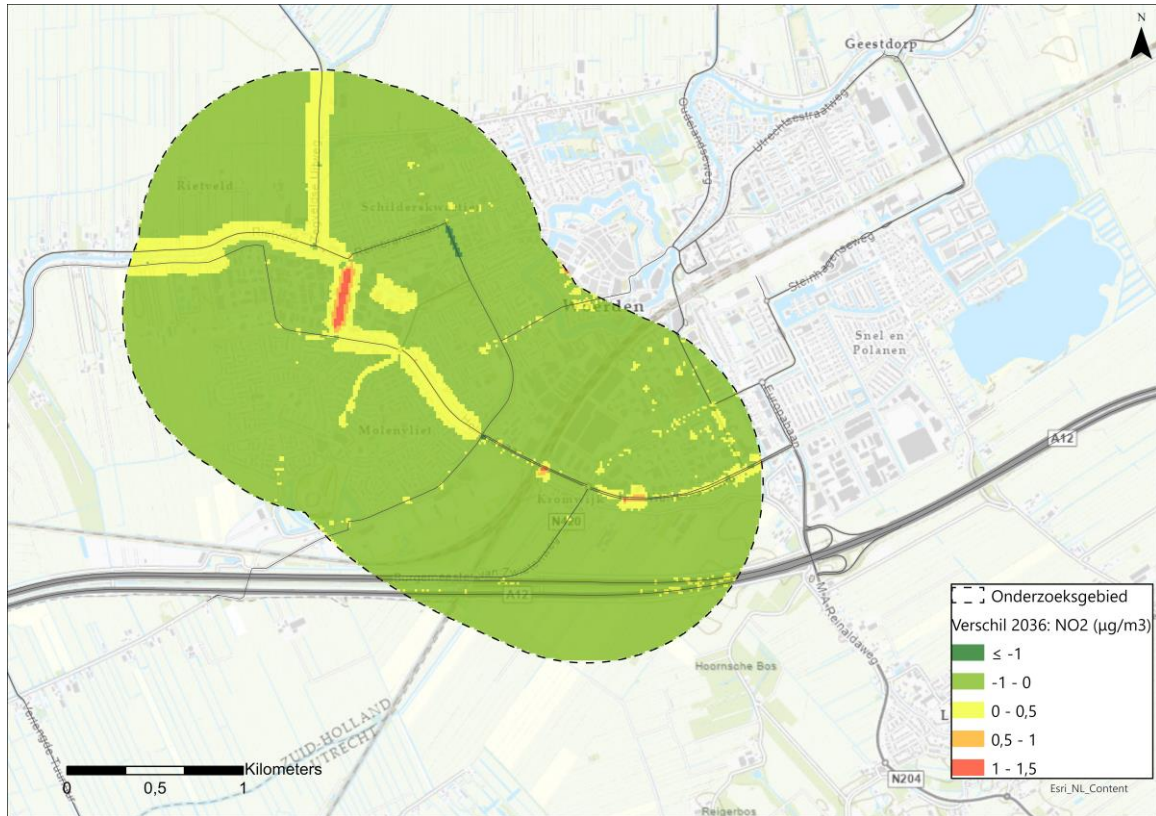 N
Geestdorp
Utrechtsestraatweg
Oudelandseweg
Rietveld
Schilderskwartier
Steinhagenseweg
Woerden
Snel en
Polanen
Europabaan
Molenvliet
A12
Kromwijk
N420
A12
M.A. Reinaldaweg
Hoornsche Bos
ZUID-HOLLAND
UTRECHT
L
N204
Reigerbos
Kilometers
0 0,5 1
Onderzoeksgebied
Verschil 2036: NO2 (µg/m3)
≤ -1
-1 - 0
0 - 0,5
0,5 - 1
1 - 1,5
Esri_NL_Content